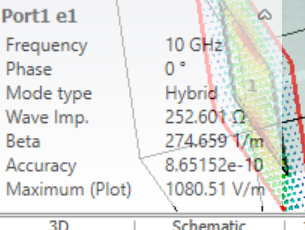 Port1 e1
Frequency 10 GHz
Phase 0 °
Mode type Hybrid
Wave Imp. 252.601 Ω
Beta 274.659 1/m
Accuracy 8.65152e-10
Maximum (Plot) 1080.51 V/m
1
3D Schematic